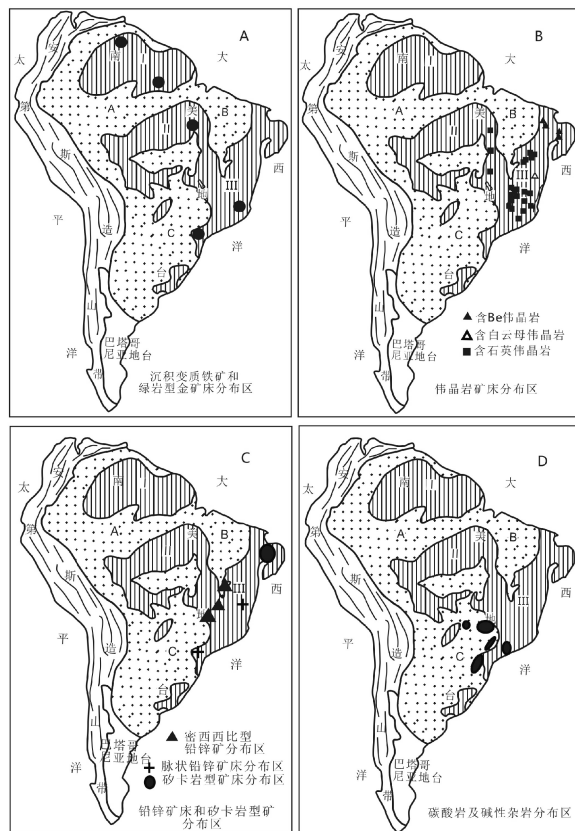 A
太
安
南
I
大
第
A
美
B
斯
II
西
III
平
地
造
C
洋
台
山
巴塔哥
尼亚地台
洋
带
沉积变质铁矿和
绿岩型金矿床分布区
B
太
安
南
I
大
第
A
美
B
斯
II
西
III
平
地
造
C
洋
台
▲ 含Be伟晶岩
△ 含白云母伟晶岩
■ 含石英伟晶岩
山
巴塔哥
尼亚地台
洋
带
伟晶岩矿床分布区
C
太
安
南
I
大
第
A
美
B
斯
II
西
III
平
地
造
C
洋
台
▲ 密西西比型
铅锌矿分布区
山
巴塔哥
尼亚地台
✚ 脉状铅锌矿床分布区
● 矽卡岩型矿床分布区
洋
带
铅锌矿床和矽卡岩型矿
分布区
D
太
安
南
I
大
第
A
美
B
斯
II
西
III
平
地
造
C
洋
台
山
巴塔哥
尼亚地台
洋
带
碳酸岩及碱性杂岩分布区